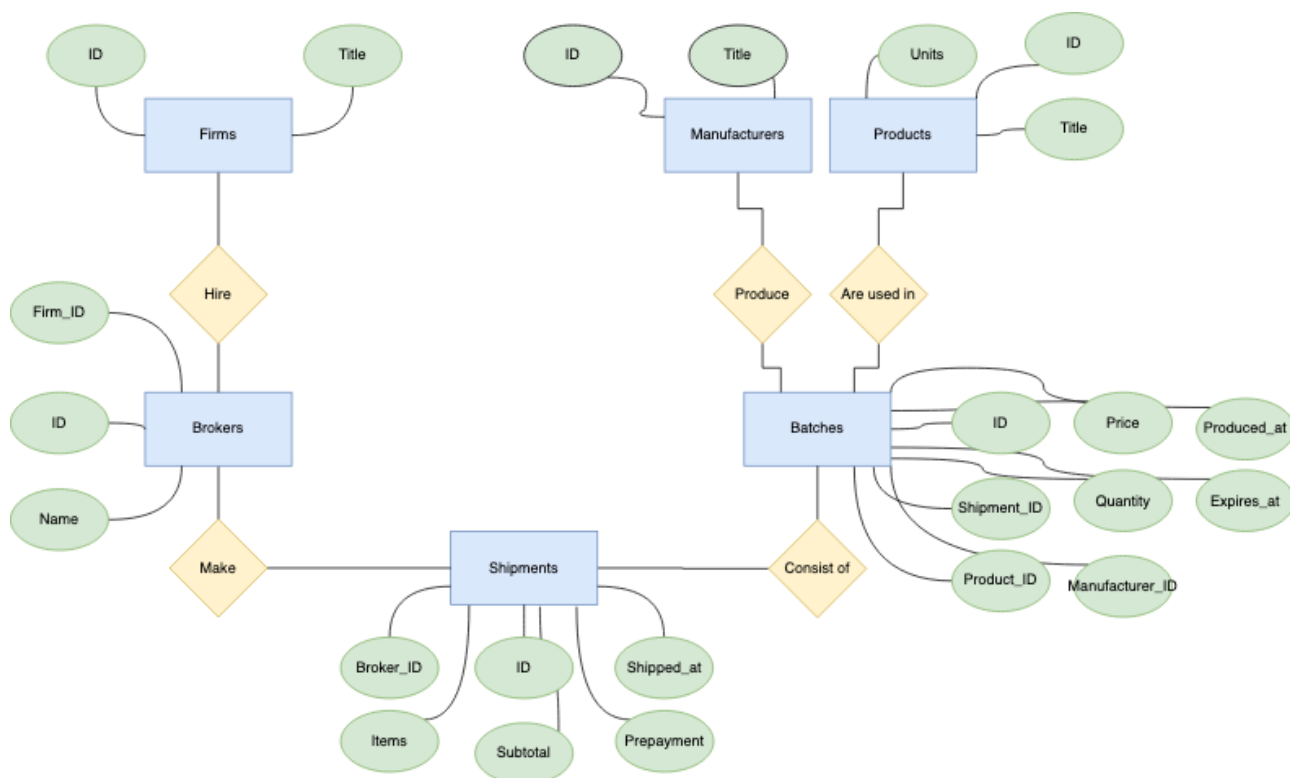 ID
Title
ID
Title
Units
ID
Firms
Manufacturers
Products
Title
Hire
Produce
Are used in
Firm_ID
ID
Brokers
Batches
ID
Price
Produced_at
Name
Shipment_ID
Quantity
Expires_at
Make
Shipments
Consist of
Product_ID
Manufacturer_ID
Broker_ID
ID
Shipped_at
Items
Subtotal
Prepayment